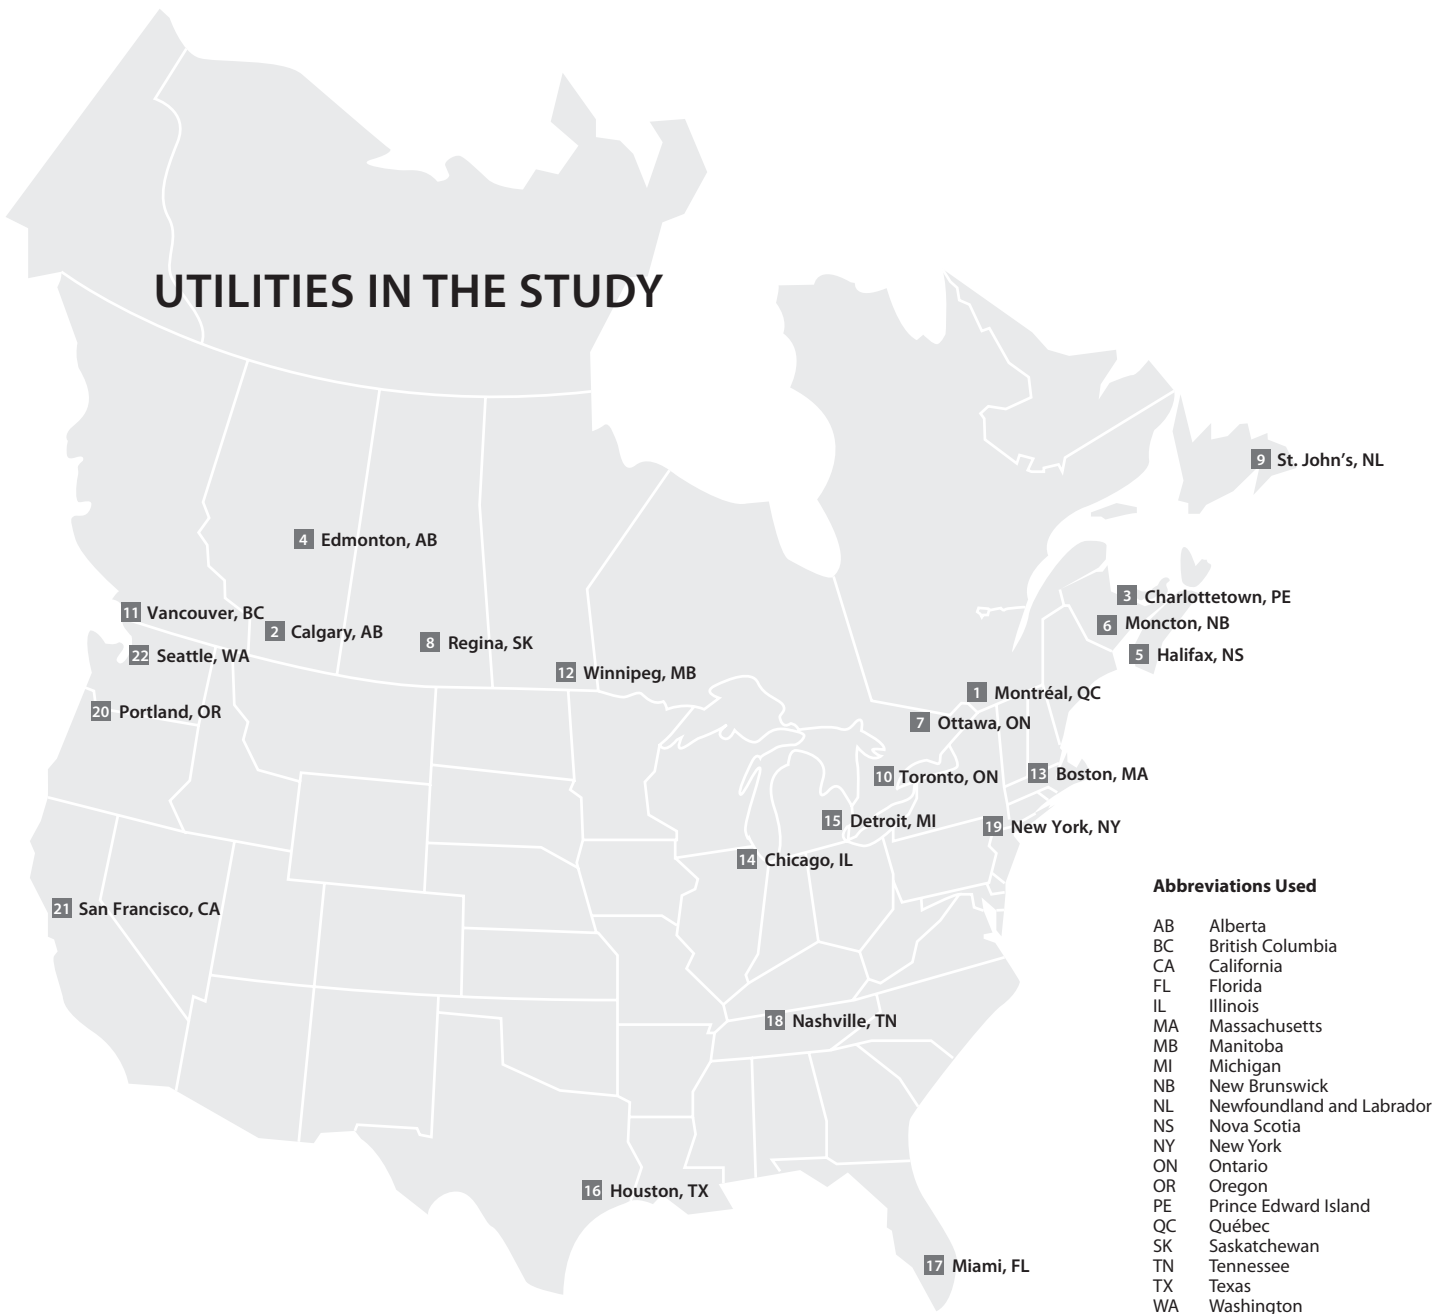 UTILITIES IN THE STUDY
9 St. John’s, NL
4 Edmonton, AB
3 Charlottetown, PE
11 Vancouver, BC
6 Moncton, NB
2 Calgary, AB
8 Regina, SK
22 Seattle, WA
5 Halifax, NS
12 Winnipeg, MB
1 Montréal, QC
20 Portland, OR
7 Ottawa, ON
10 Toronto, ON
13 Boston, MA
15 Detroit, MI
19 New York, NY
14 Chicago, IL
21 San Francisco, CA
18 Nashville, TN
16 Houston, TX
17 Miami, FL
Abbreviations Used
AB Alberta
BC British Columbia
CA California
FL Florida
IL Illinois
MA Massachusetts
MB Manitoba
MI Michigan
NB New Brunswick
NL Newfoundland and Labrador
NS Nova Scotia
NY New York
ON Ontario
OR Oregon
PE Prince Edward Island
QC Québec
SK Saskatchewan
TN Tennessee
TX Texas
WA Washington